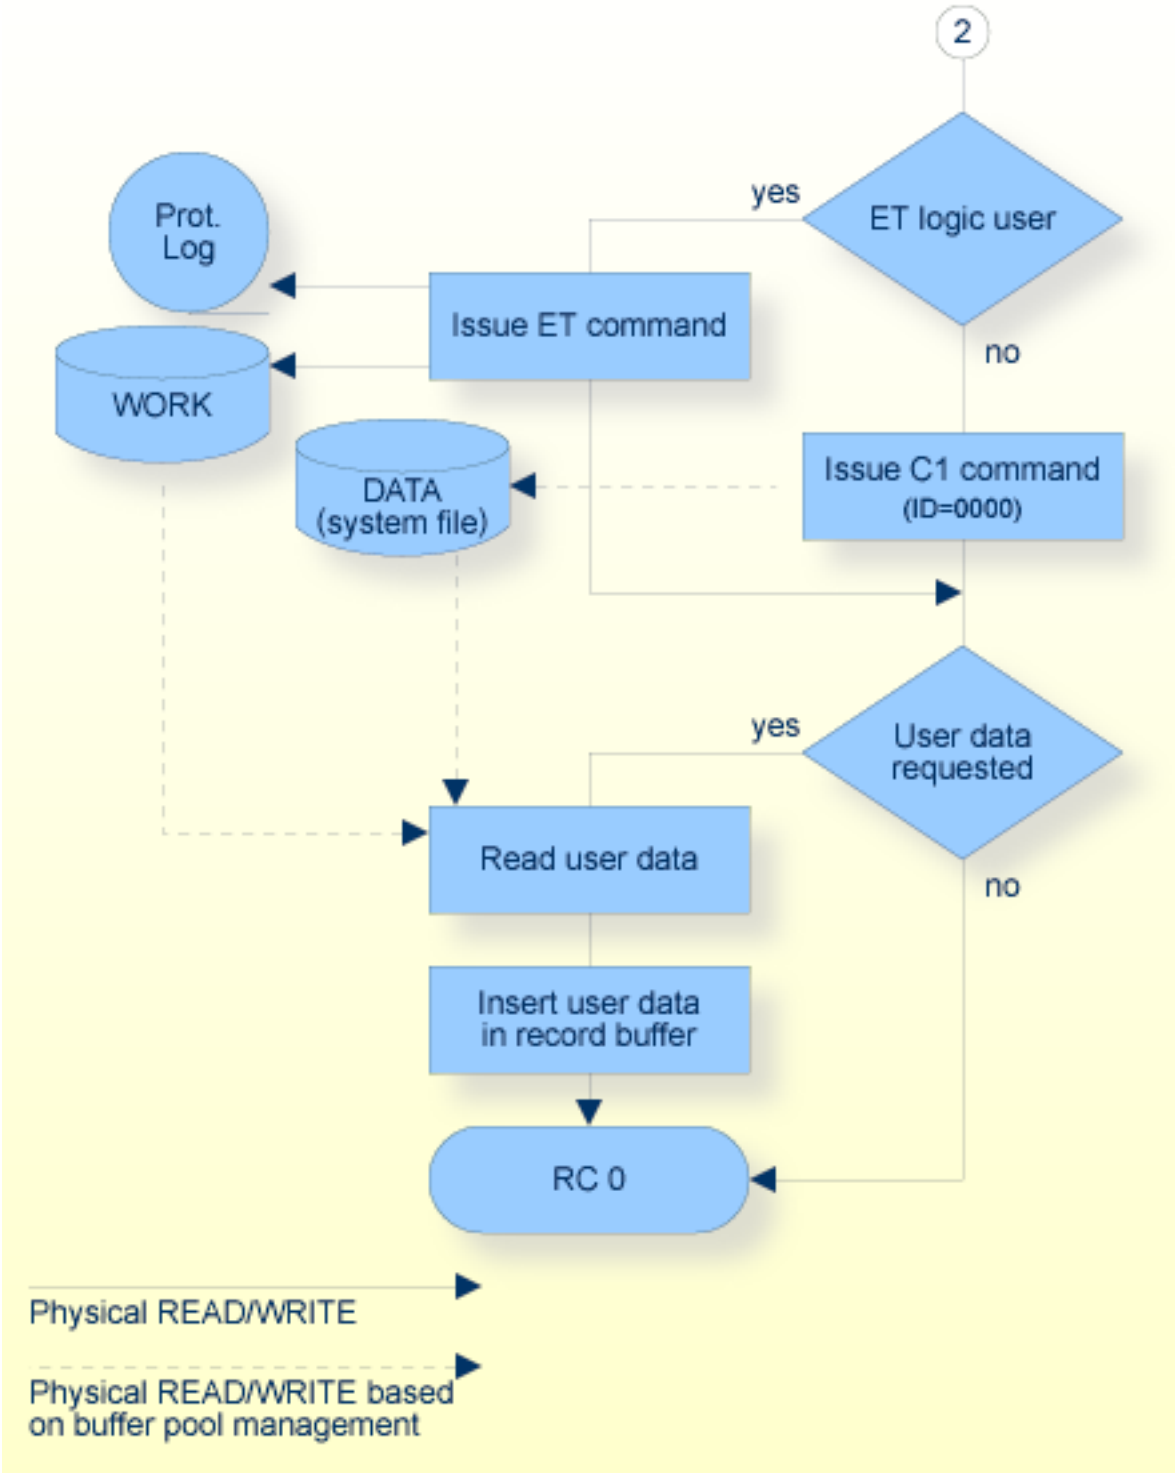 2
ET logic user
yes
no
Prot.
Log
Issue ET command
WORK
DATA
(system file)
Issue C1 command
(ID=0000)
User data
requested
yes
no
Read user data
Insert user data
in record buffer
RC 0
Physical READ/WRITE
Physical READ/WRITE based
on buffer pool management